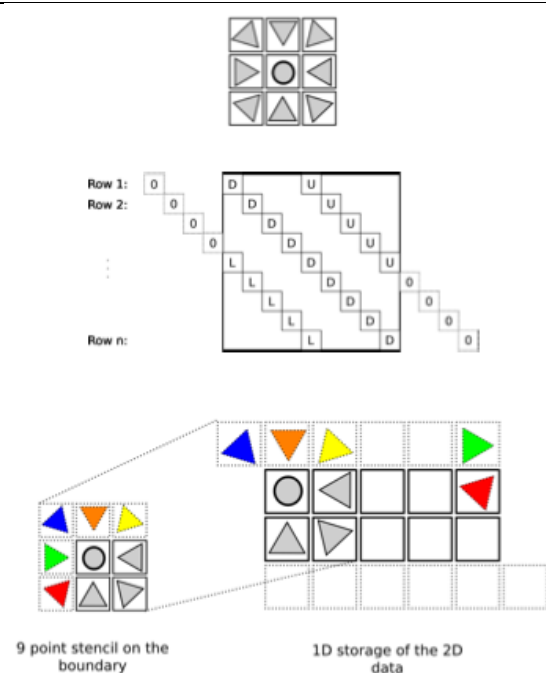 Row 1: 0 D U
Row 2: 0 D U
0 D U
0 D U
L D U
L D 0
L D 0
L D 0
Row n: L D 0
9 point stencil on the
boundary
1D storage of the 2D
data